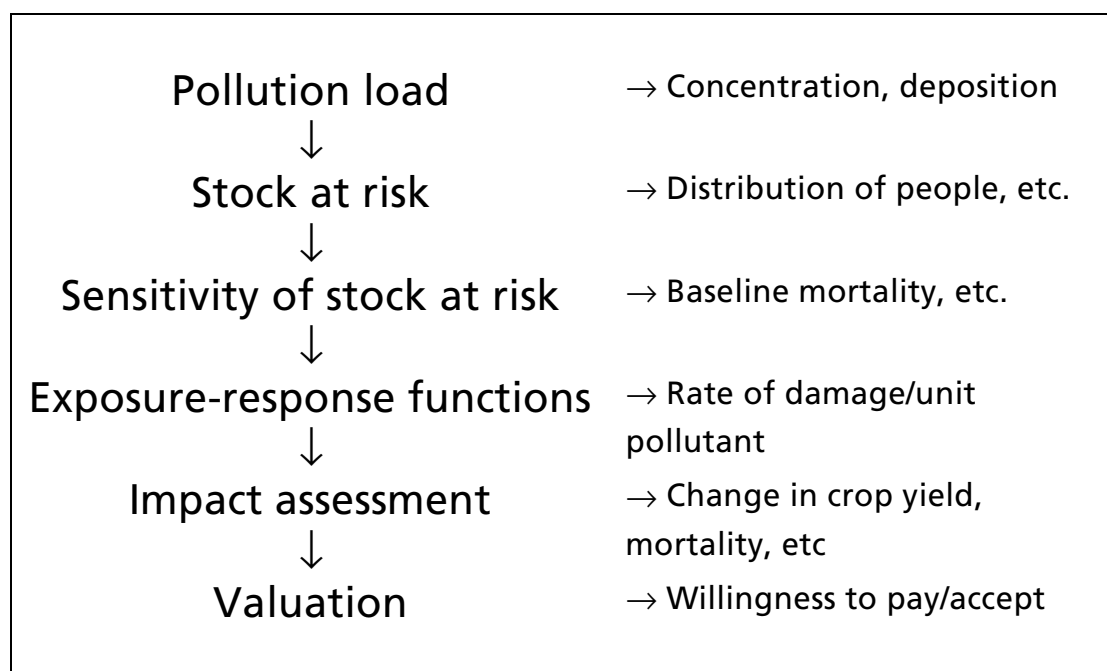 Pollution load → Concentration, deposition
↓
Stock at risk → Distribution of people, etc.
↓
Sensitivity of stock at risk → Baseline mortality, etc.
↓
Exposure-response functions → Rate of damage/unit
pollutant
↓
Impact assessment → Change in crop yield,
mortality, etc
↓
Valuation → Willingness to pay/accept